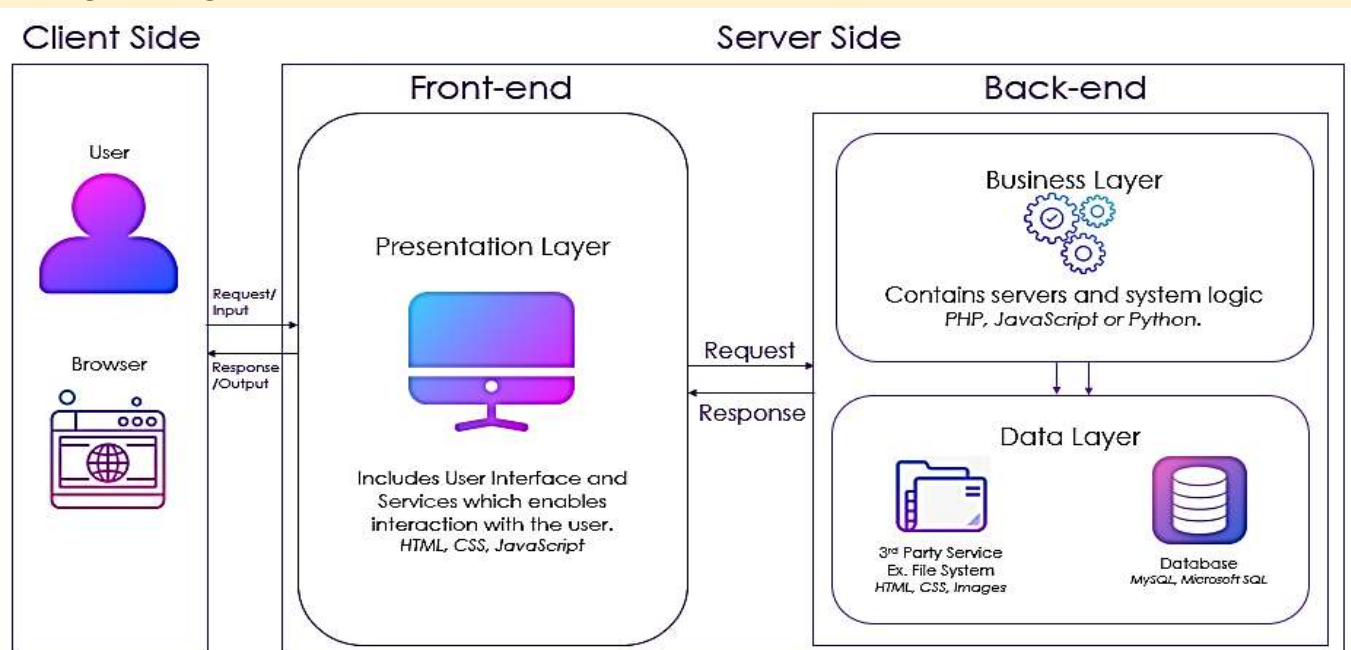 Client Side
Server Side
User
Browser
Request/
Input
Response
/Output
Front-end
Presentation Layer
Includes User Interface and
Services which enables
interaction with the user.
HTML, CSS, JavaScript
Request
Response
Back-end
Business Layer
Contains servers and system logic
PHP, JavaScript or Python.
Data Layer
3rd Party Service
Ex. File System
HTML, CSS, Images
Database
MySQL, Microsoft SQL